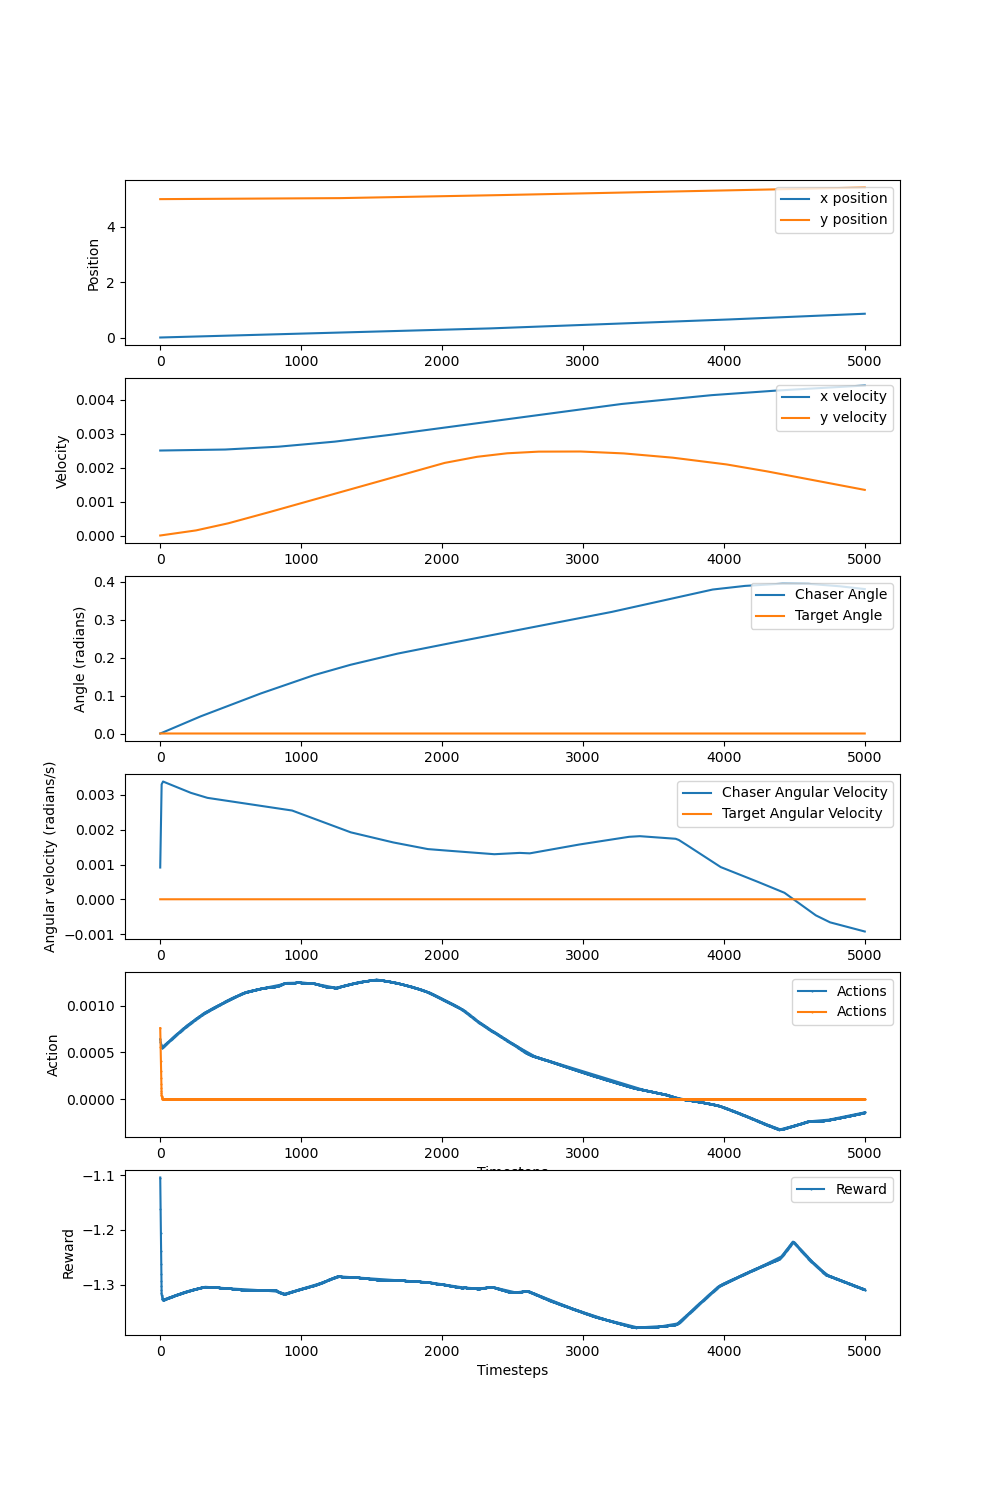 Position
4
2
0
x position
y position
0 1000 2000 3000 4000 5000
Velocity
0.004
0.003
0.002
0.001
0.000
x velocity
y velocity
0 1000 2000 3000 4000 5000
Angle (radians)
0.4
0.3
0.2
0.1
0.0
Chaser Angle
Target Angle
0 1000 2000 3000 4000 5000
Angular velocity (radians/s)
0.003
0.002
0.001
0.000
−0.001
Chaser Angular Velocity
Target Angular Velocity
0 1000 2000 3000 4000 5000
Action
0.0010
0.0005
0.0000
Actions
Actions
0 1000 2000 3000 4000 5000
Timesteps
Reward
−1.1
−1.2
−1.3
Reward
0 1000 2000 3000 4000 5000
Timesteps